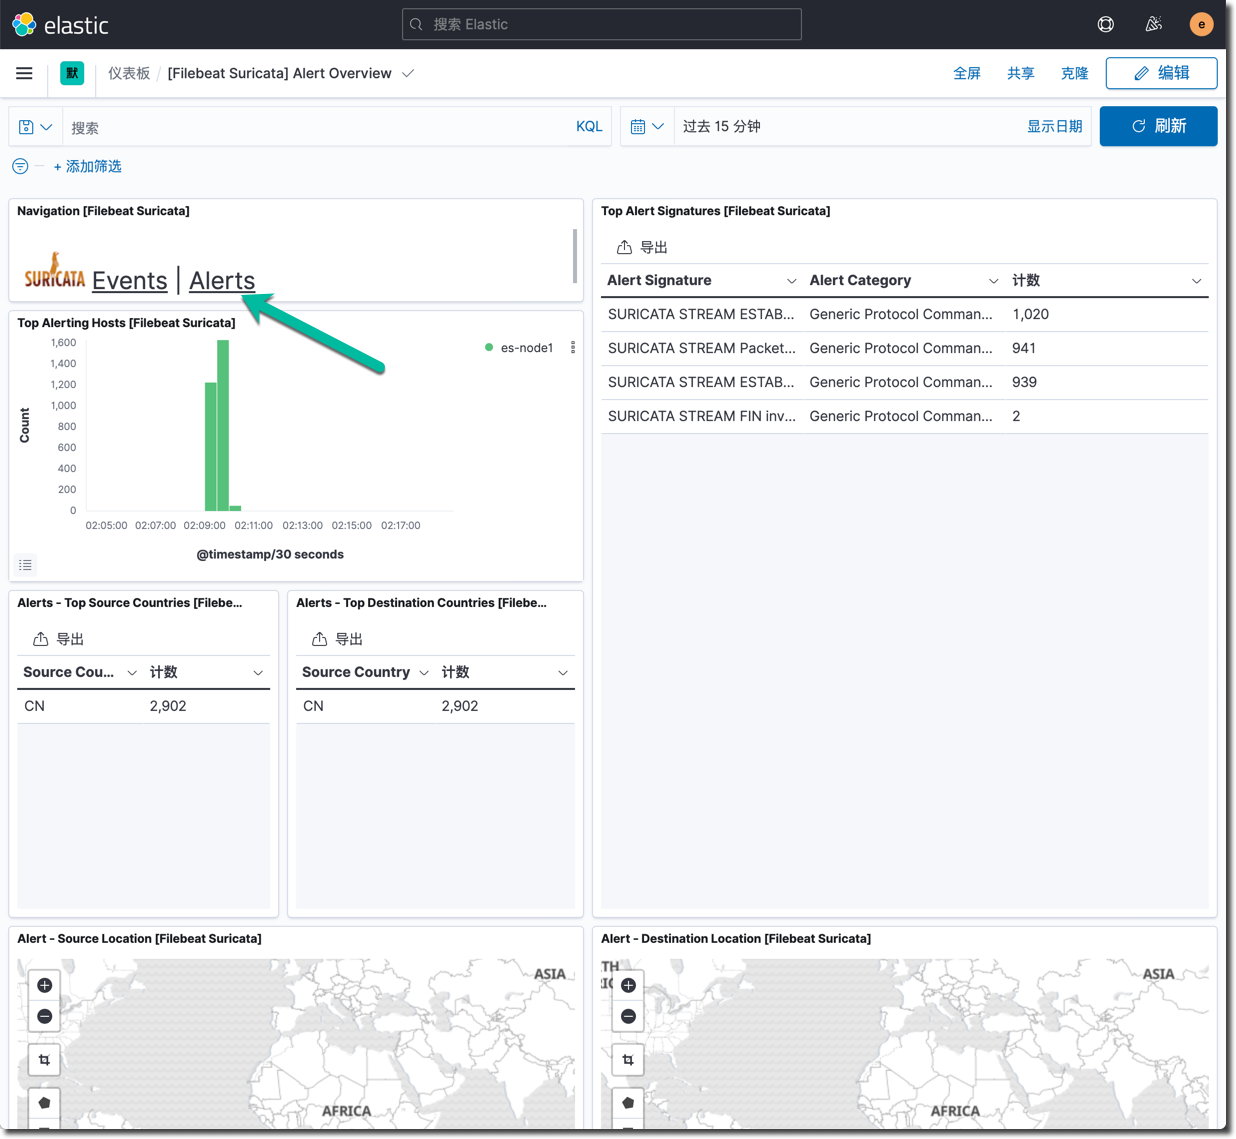 elastic
搜索 Elastic
e
默
仪表板 / [Filebeat Suricata] Alert Overview
全屏
共享
克隆
编辑
搜索
KQL
过去 15 分钟
显示日期
刷新
+ 添加筛选
Navigation [Filebeat Suricata]
SURICATA
Events | Alerts
Top Alerting Hosts [Filebeat Suricata]
1,600
1,400
1,200
1,000
800
600
400
200
0
Count
es-node1
02:05:00 02:07:00 02:09:00 02:11:00 02:13:00 02:15:00 02:17:00
@timestamp/30 seconds
Top Alert Signatures [Filebeat Suricata]
导出
Alert Signature Alert Category 计数
SURICATA STREAM ESTAB... Generic Protocol Comman... 1,020
SURICATA STREAM Packet... Generic Protocol Comman... 941
SURICATA STREAM ESTAB... Generic Protocol Comman... 939
SURICATA STREAM FIN inv... Generic Protocol Comman... 2
Alerts - Top Source Countries [Filebe...
导出
Source Cou... 计数
CN 2,902
Alerts - Top Destination Countries [Filebe...
导出
Source Country 计数
CN 2,902
Alert - Source Location [Filebeat Suricata]
ASIA
AFRICA
Alert - Destination Location [Filebeat Suricata]
TH
ASIA
AFRICA